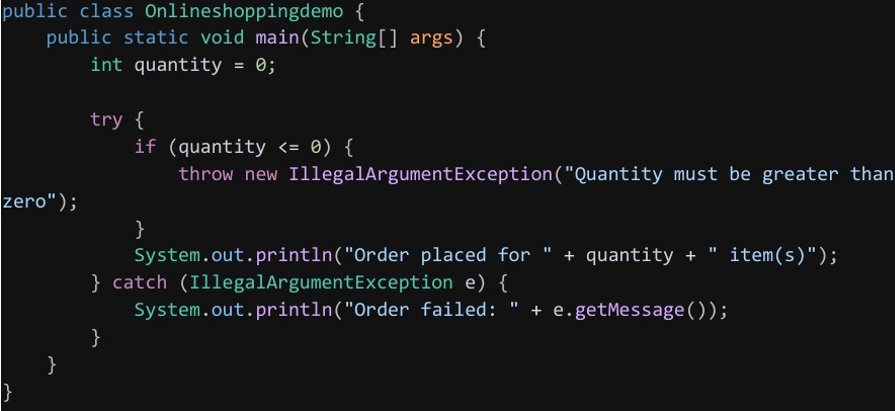 public class Onlineshoppingdemo {
    public static void main(String[] args) {
        int quantity = 0;

        try {
            if (quantity <= 0) {
                throw new IllegalArgumentException("Quantity must be greater than
zero");
            }
            System.out.println("Order placed for " + quantity + " item(s)");
        } catch (IllegalArgumentException e) {
            System.out.println("Order failed: " + e.getMessage());
        }
    }
}